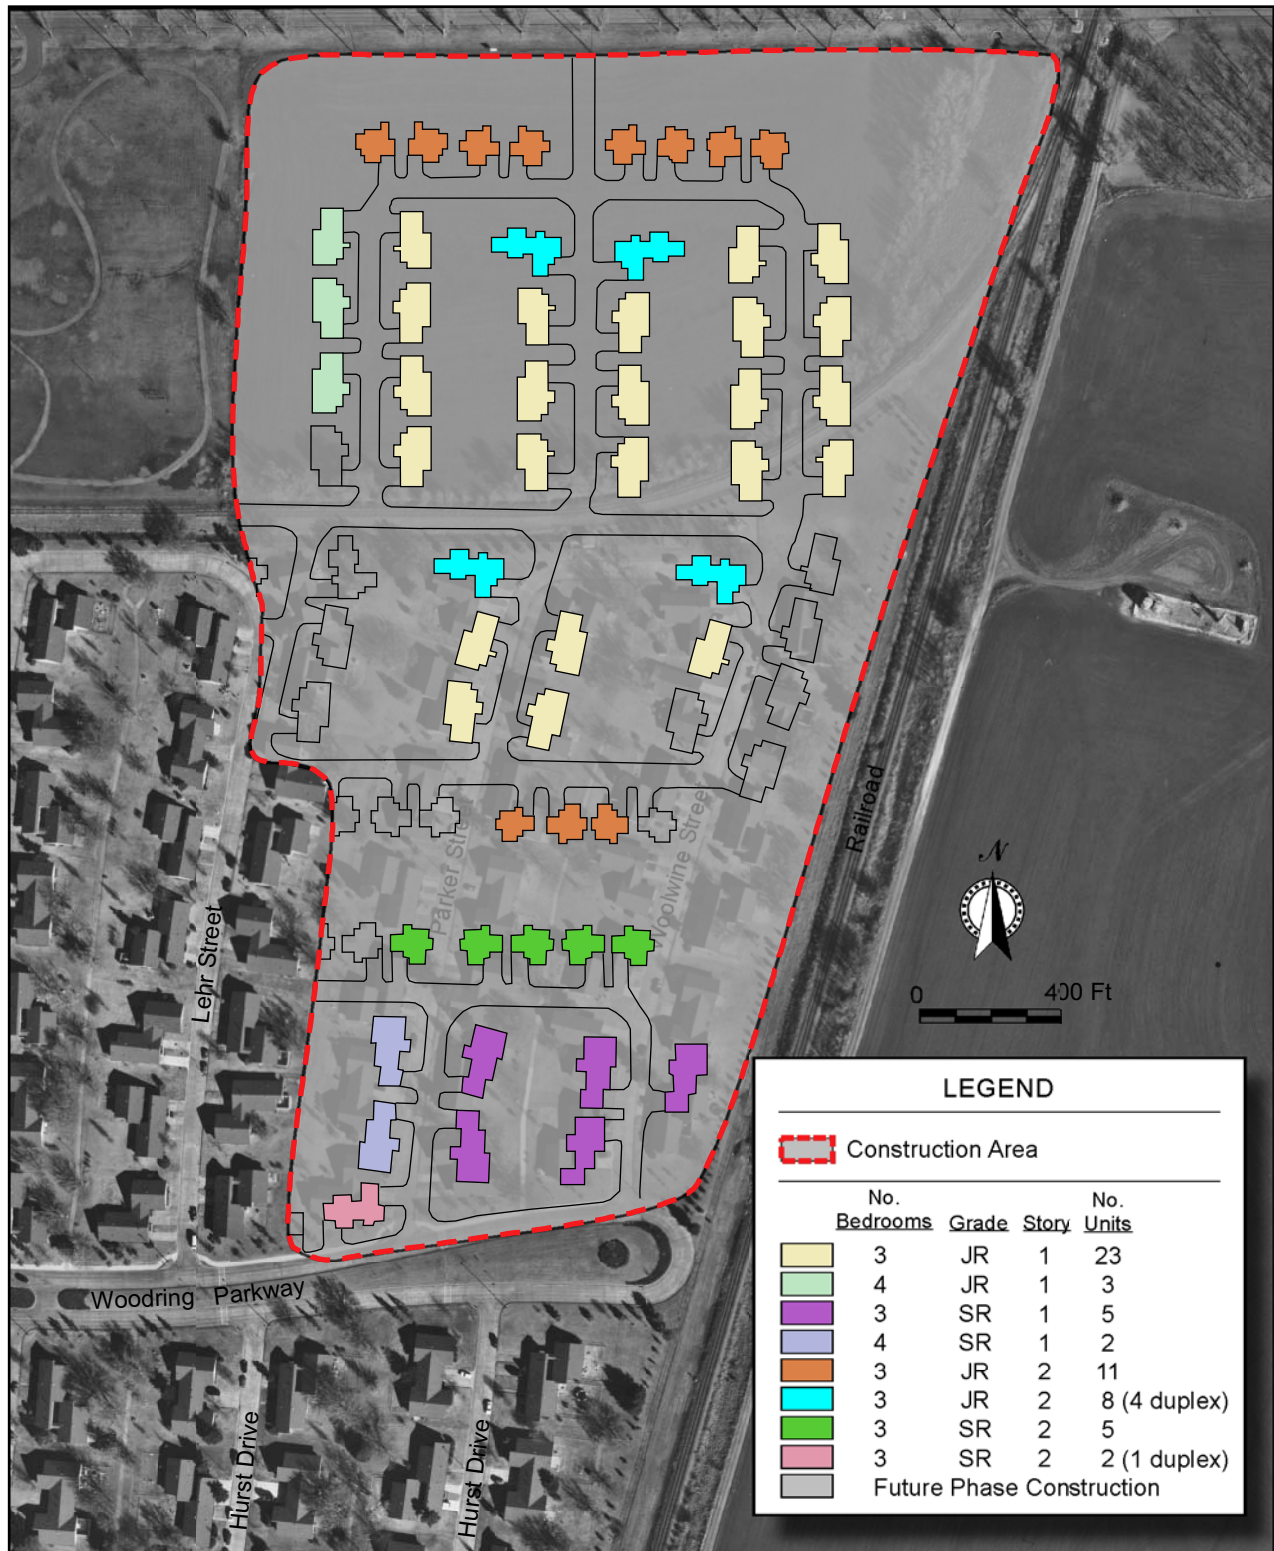 Parker Street
Woolwine Street
Railroad
Lehr Street
N
0 400 Ft
Woodring Parkway
Hurst Drive
Hurst Drive
LEGEND
Construction Area
No. Bedrooms Grade Story No. Units
3 JR 1 23
4 JR 1 3
3 SR 1 5
4 SR 1 2
3 JR 2 11
3 JR 2 8 (4 duplex)
3 SR 2 5
3 SR 2 2 (1 duplex)
Future Phase Construction